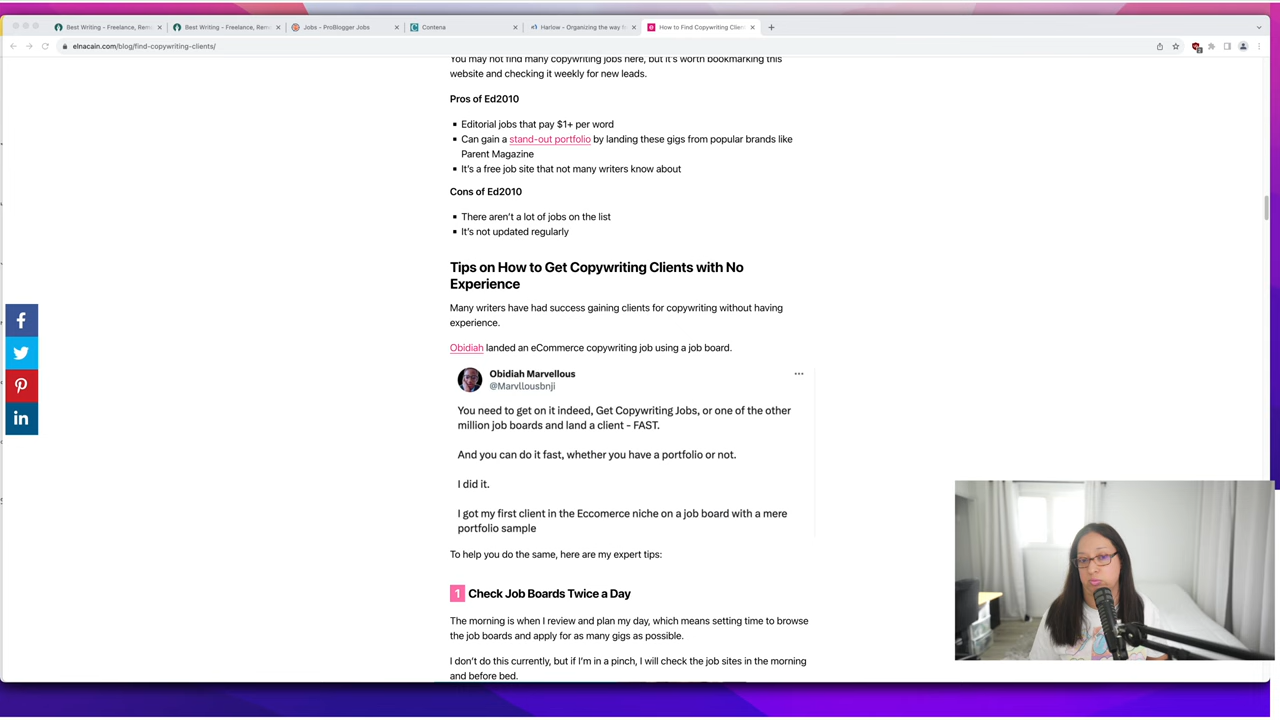 Best Writing - Freelance, Remo
Best Writing - Freelance, Remo
Jobs - ProBlogger Jobs
Contena
Harlow - Organizing the way f
How to Find Copywriting Clien
elnacain.com/blog/find-copywriting-clients/
You may not find many copywriting jobs here, but it's worth bookmarking this
website and checking it weekly for new leads.
Pros of Ed2010
Editorial jobs that pay $1+ per word
Can gain a stand-out portfolio by landing these gigs from popular brands like
Parent Magazine
It's a free job site that not many writers know about
Cons of Ed2010
There aren't a lot of jobs on the list
It's not updated regularly
Tips on How to Get Copywriting Clients with No
Experience
Many writers have had success gaining clients for copywriting without having
experience.
Obidiah landed an eCommerce copywriting job using a job board.
Obidiah Marvellous
@Marvllousbnji
You need to get on it indeed, Get Copywriting Jobs, or one of the other
million job boards and land a client - FAST.
And you can do it fast, whether you have a portfolio or not.
I did it.
I got my first client in the Eccomerce niche on a job board with a mere
portfolio sample
To help you do the same, here are my expert tips:
1 Check Job Boards Twice a Day
The morning is when I review and plan my day, which means setting time to browse
the job boards and apply for as many gigs as possible.
I don't do this currently, but if I'm in a pinch, I will check the job sites in the morning
and before bed.